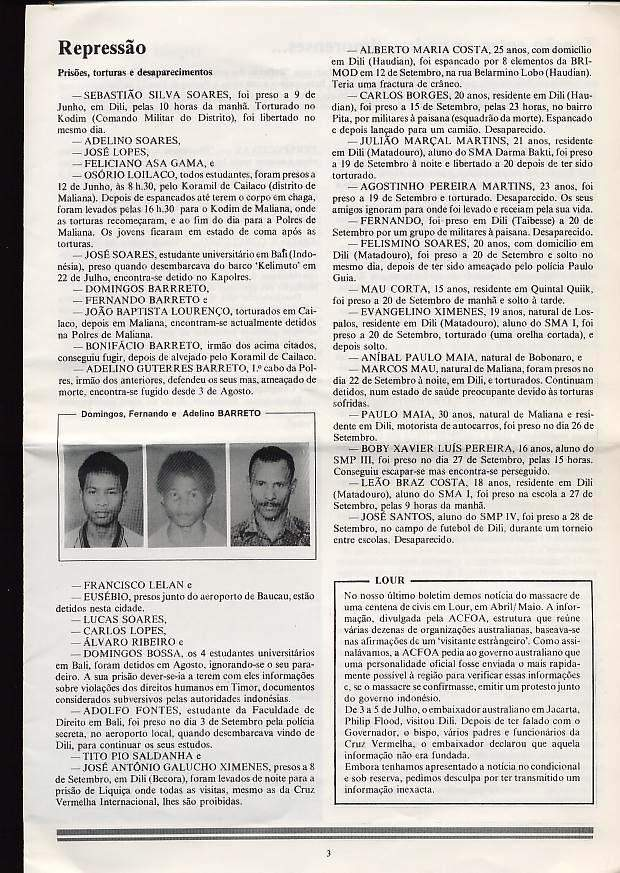 Repressão
Prisões, torturas e desaparecimentos
— SEBASTIÃO SILVA SOARES, foi preso a 9 de
Junho, em Dili, pelas 10 horas da manhã. Torturado no
Kodim (Comando Militar do Distrito), foi libertado no
mesmo dia.
— ADELINO SOARES,
— JOSÉ LOPES,
— FELICIANO ASA GAMA, e
— OSÓRIO LOILACO, todos estudantes, foram presos a
12 de Junho, às 8 h.30, pelo Koramil de Cailaco (distrito de
Maliana). Depois de espancados até terem o corpo em chaga,
foram levados pelas 16 h.30 para o Kodim de Maliana, onde
as torturas recomeçaram, e ao fim do dia para a Polres de
Maliana. Os jovens ficaram em estado de coma após as
torturas.
— JOSÉ SOARES, estudante universitário em Bali (Indo-
nésia), preso quando desembarcava do barco 'Kelimuto' em
22 de Julho, encontra-se detido no Kapolres.
— DOMINGOS BARRRETO,
— FERNANDO BARRETO e
— JOÃO BAPTISTA LOURENÇO, torturados em Cai-
laco, depois em Maliana, encontram-se actualmente detidos
na Polres de Maliana.
— BONIFÁCIO BARRETO, irmão dos acima citados,
conseguiu fugir, depois de alvejado pelo Koramil de Cailaco.
— ADELINO GUTERRES BARRETO, 1.º cabo da Pol-
res, irmão dos anteriores, defendeu os seus mas, ameaçado de
morte, encontra-se fugido desde 3 de Agosto.
Domingos, Fernando e Adelino BARRETO
— FRANCISCO LELAN e
— EUSÉBIO, presos junto do aeroporto de Baucau, estão
detidos nesta cidade.
— LUCAS SOARES,
— CARLOS LOPES,
— ÁLVARO RIBEIRO e
— DOMINGOS BOSSA, os 4 estudantes universitários
em Bali, foram detidos em Agosto, ignorando-se o seu para-
deiro. A sua prisão dever-se-ia a terem com eles informações
sobre violações dos direitos humanos em Timor, documentos
considerados subversivos pelas autoridades indonésias.
— ADOLFO FONTES, estudante da Faculdade de
Direito em Bali, foi preso no dia 3 de Setembro pela polícia
secreta, no aeroporto local, quando desembarcava vindo de
Dili, para continuar os seus estudos.
— TITO PIO SALDANHA e
— JOSÉ ANTÓNIO GALUCHO XIMENES, presos a 8
de Setembro, em Dili (Becora), foram levados de noite para a
prisão de Liquiça onde todas as visitas, mesmo as da Cruz
Vermelha Internacional, lhes são proibidas.
— ALBERTO MARIA COSTA, 25 anos, com domicílio
em Dili (Haudian), foi espancado por 8 elementos da BRI-
MOD em 12 de Setembro, na rua Belarmino Lobo (Haudian).
Teria uma fractura de crâneo.
— CARLOS BORGES, 20 anos, residente em Dili (Hau-
dian), foi preso a 15 de Setembro, pelas 23 horas, no bairro
Pita, por militares à paisana (esquadrão da morte). Espancado
e depois lançado para um camião. Desaparecido.
— JULIÃO MARÇAL MARTINS, 21 anos, residente
em Dili (Matadouro), aluno do SMA Darma Bakti, foi preso
a 19 de Setembro à noite e libertado a 20 depois de ter sido
torturado.
— AGOSTINHO PEREIRA MARTINS, 23 anos, foi
preso a 19 de Setembro e torturado. Desaparecido. Os seus
amigos ignoram para onde foi levado e receiam pela sua vida.
— FERNANDO, foi preso em Dili (Taibesse) a 20 de
Setembro por um grupo de militares à paisana. Desaparecido.
— FELISMINO SOARES, 20 anos, com domicílio em
Dili (Matadouro), foi preso a 20 de Setembro e solto no
mesmo dia, depois de ter sido ameaçado pelo polícia Paulo
Guia.
— MAU CORTA, 15 anos, residente em Quintal Quiik,
foi preso a 20 de Setembro de manhã e solto à tarde.
— EVANGELINO XIMENES, 19 anos, natural de Los-
palos, residente em Dili (Matadouro), aluno do SMA I, foi
preso a 20 de Setembro, torturado (uma orelha cortada), e
depois solto.
— ANÍBAL PAULO MAIA, natural de Bobonaro, e
— MARCOS MAU, natural de Maliana, foram presos no
dia 22 de Setembro à noite, em Dili, e torturados. Continuam
detidos, num estado de saúde preocupante devido às torturas
sofridas.
— PAULO MAIA, 30 anos, natural de Maliana e resi-
dente em Dili, motorista de autocarros, foi preso no dia 26 de
Setembro.
— BOBY XAVIER LUÍS PEREIRA, 16 anos, aluno do
SMP III, foi preso no dia 27 de Setembro, pelas 15 horas.
Conseguiu escapar-se mas encontra-se perseguido.
— LEÃO BRAZ COSTA, 18 anos, residente em Dili
(Matadouro), aluno do SMA I, foi preso na escola a 27 de
Setembro, pelas 9 horas da manhã.
— JOSÉ SANTOS, aluno do SMP IV, foi preso a 28 de
Setembro, no campo de futebol de Dili, durante um torneio
entre escolas. Desaparecido.
LOUR
No nosso último boletim demos notícia do massacre de
uma centena de civis em Lour, em Abril/Maio. A infor-
mação, divulgada pela ACFOA, estrutura que reúne
várias dezenas de organizações australianas, baseava-se
nas afirmações de um 'visitante estrangeiro'. Como assi-
nalávamos, a ACFOA pedia ao governo australiano que
uma personalidade oficial fosse enviada o mais rapida-
mente possível à região para verificar essas informações
e, se o massacre se confirmasse, emitir um protesto junto
do governo indonésio.
De 3 a 5 de Julho, o embaixador australiano em Jacarta,
Philip Flood, visitou Dili. Depois de ter falado com o
Governador, o bispo, vários padres e funcionários da
Cruz Vermelha, o embaixador declarou que aquela
informação não era fundada.
Embora tenhamos apresentado a notícia no condicional
e sob reserva, pedimos desculpa por ter transmitido um
informação inexacta.
3